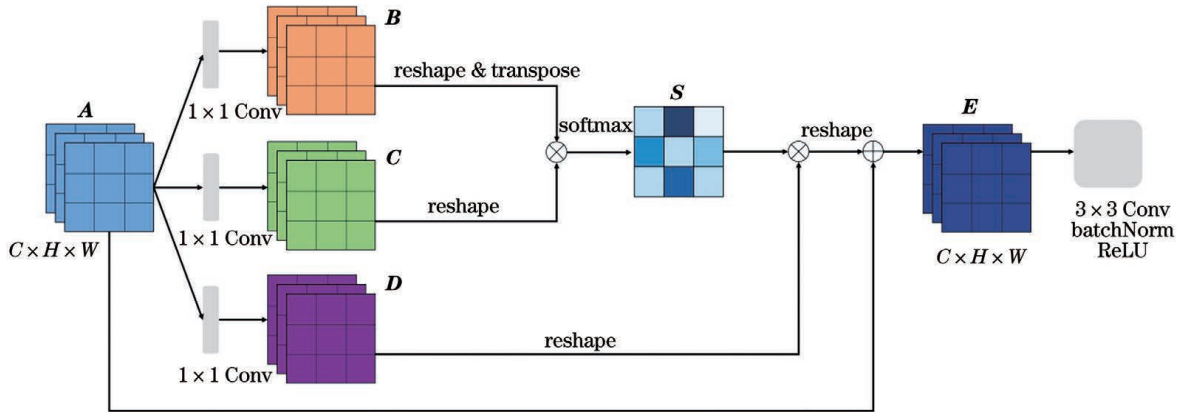 B
reshape & transpose
1 × 1 Conv
A
S
softmax
reshape
E
C
reshape
1 × 1 Conv
C × H × W
C × H × W
3 × 3 Conv
batchNorm
ReLU
D
reshape
1 × 1 Conv